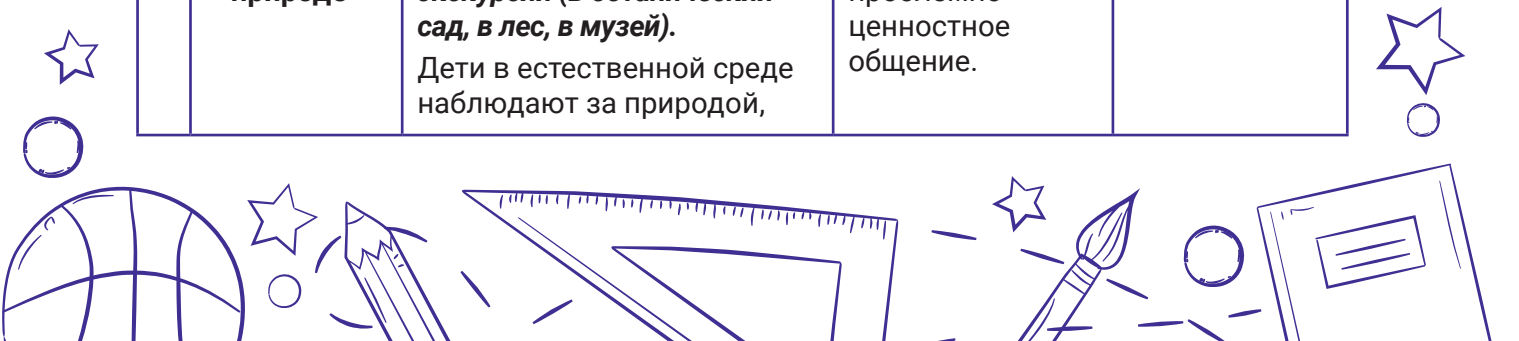 сад, в лес, в музей).
Дети в естественной среде
наблюдают за природой,
ценностное
общение.